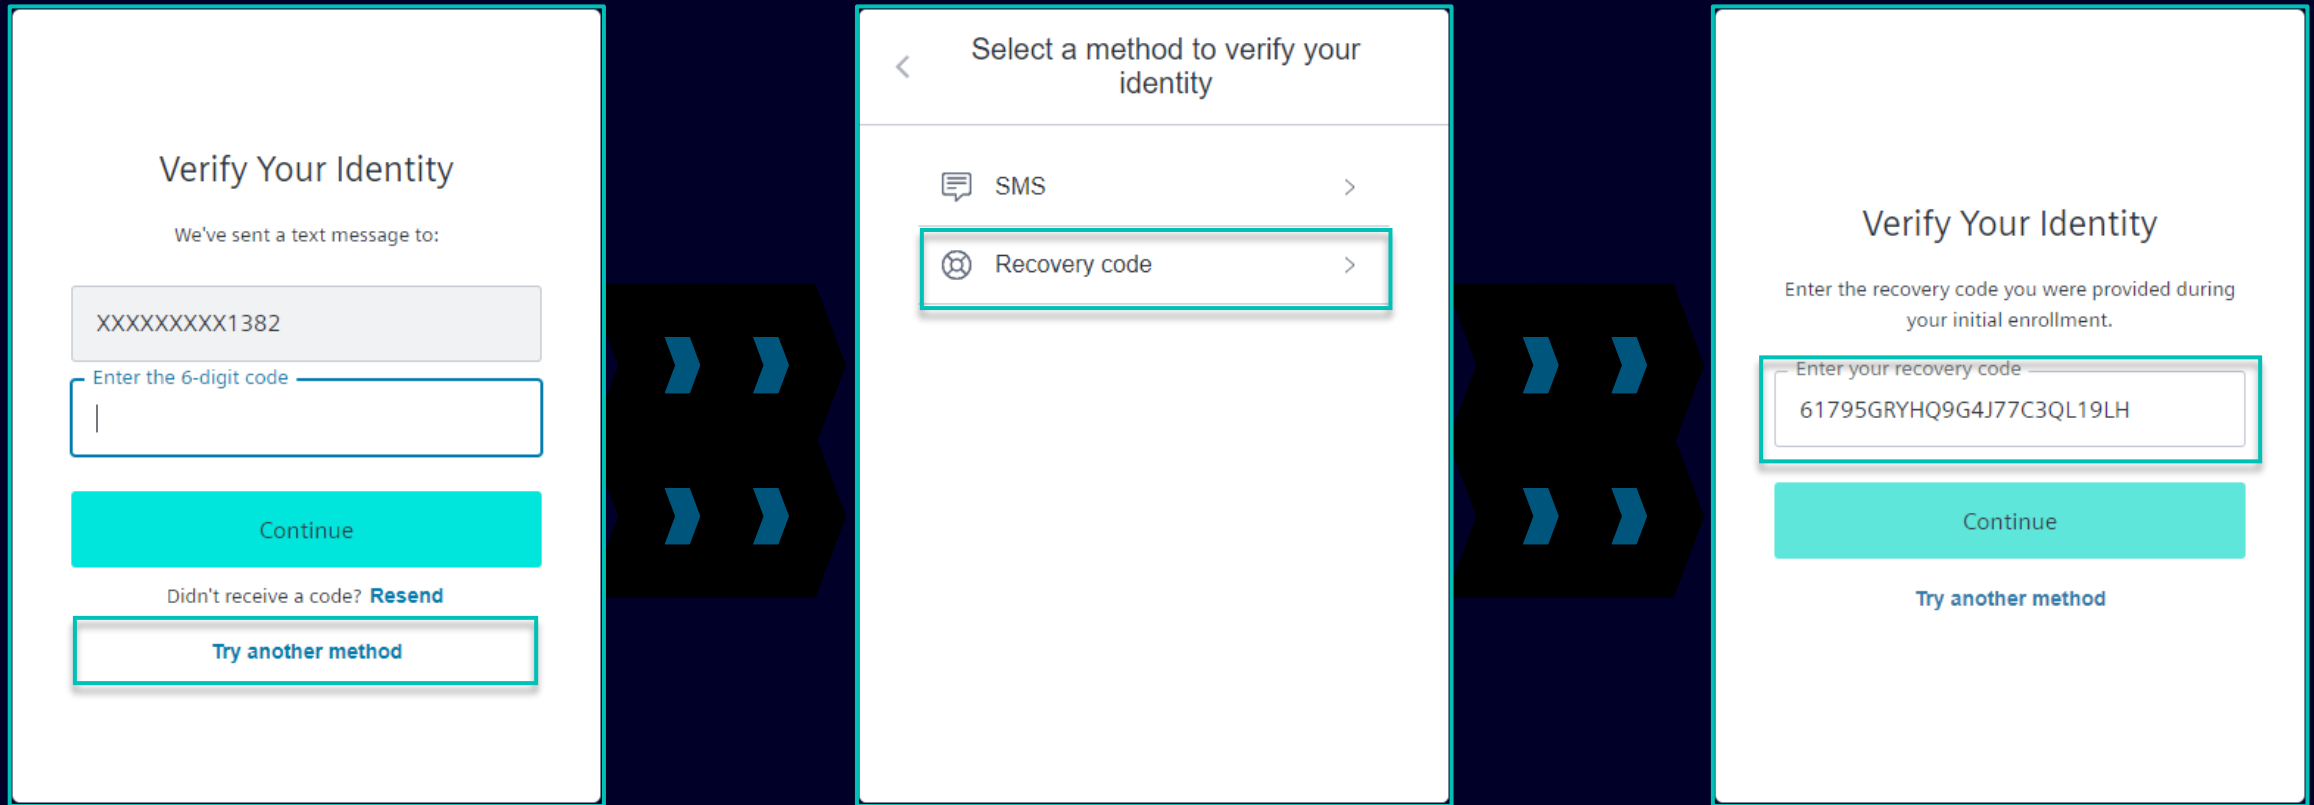 Verify Your Identity
We've sent a text message to:
XXXXXXXXX1382
Enter the 6-digit code
Continue
Didn't receive a code? Resend
Try another method
Select a method to verify your
identity
SMS
Recovery code
Verify Your Identity
Enter the recovery code you were provided during
your initial enrollment.
Enter your recovery code
61795GRYHQ9G4J77C3QL19LH
Continue
Try another method